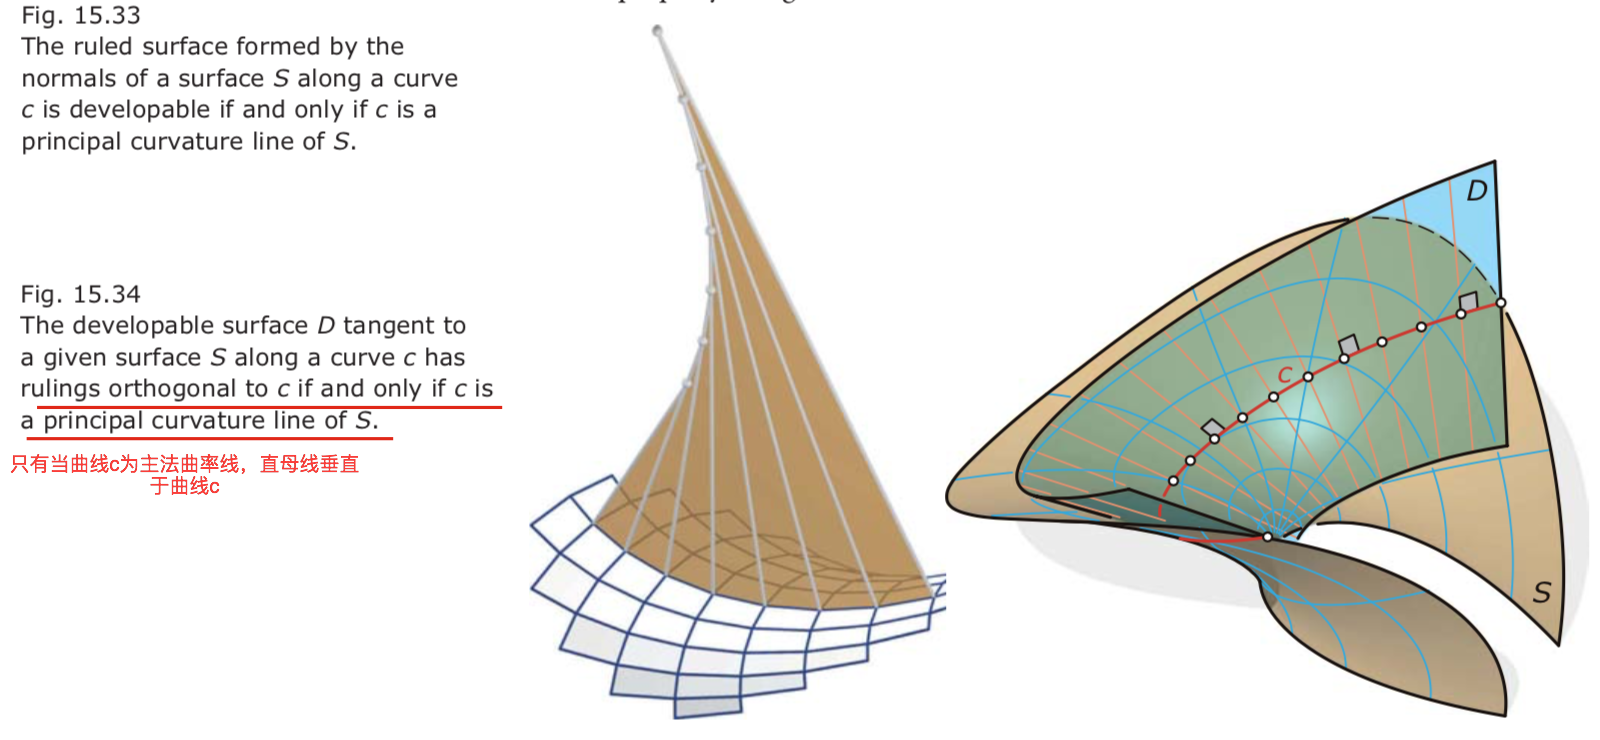 Fig. 15.33
The ruled surface formed by the
normals of a surface S along a curve
c is developable if and only if c is a
principal curvature line of S.
Fig. 15.34
The developable surface D tangent to
a given surface S along a curve c has
rulings orthogonal to c if and only if c is
a principal curvature line of S.
只有当曲线c为主法曲率线，直母线垂直
于曲线c
D
c
S